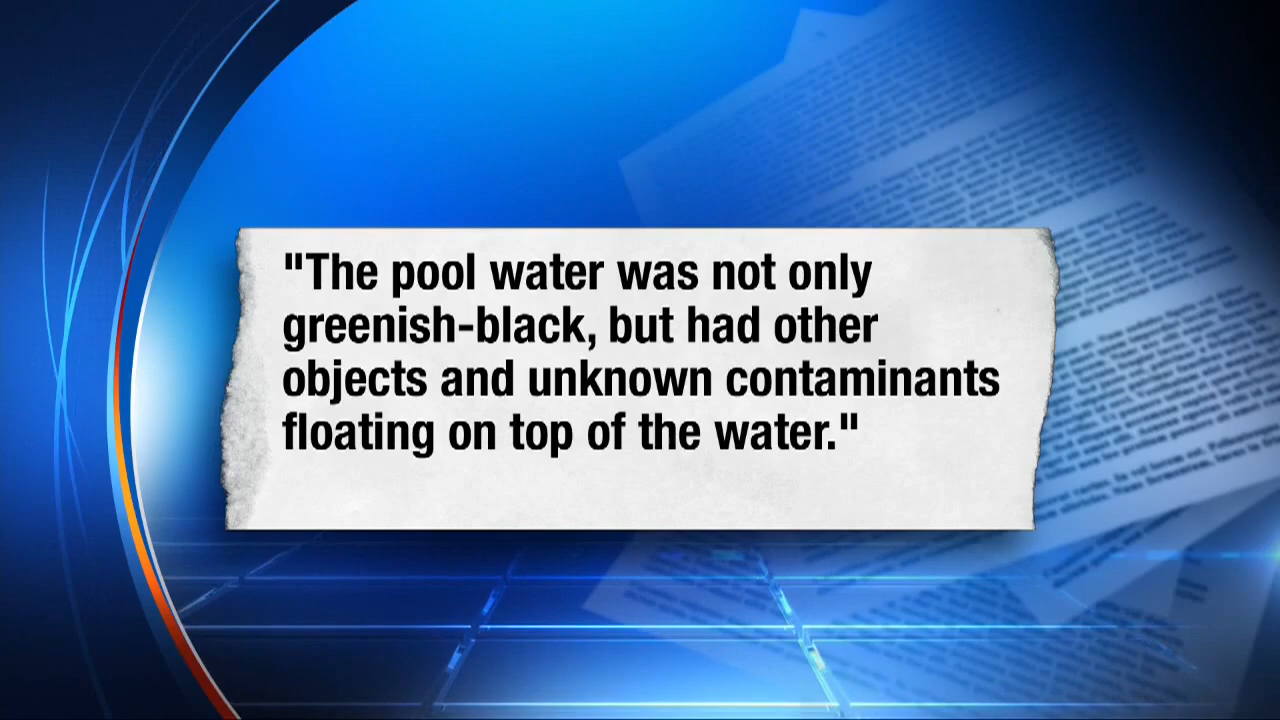 "The pool water was not only
greenish-black, but had other
objects and unknown contaminants
floating on top of the water."